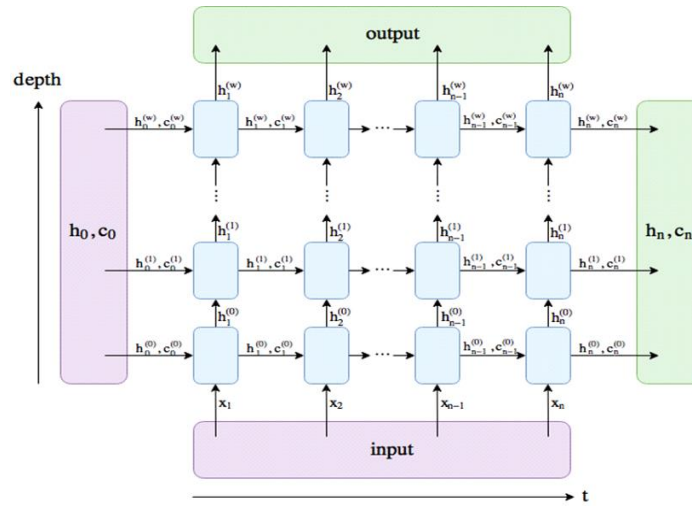 output
depth
h₁⁽ʷ⁾ h₂⁽ʷ⁾ hₙ₋₁⁽ʷ⁾ hₙ⁽ʷ⁾
h₀⁽ʷ⁾,c₀⁽ʷ⁾ h₁⁽ʷ⁾,c₁⁽ʷ⁾ ... hₙ₋₁⁽ʷ⁾,cₙ₋₁⁽ʷ⁾ hₙ⁽ʷ⁾,cₙ⁽ʷ⁾
... ... ... ...
h₀,c₀ h₁⁽¹⁾ h₂⁽¹⁾ hₙ₋₁⁽¹⁾ hₙ⁽¹⁾ hₙ,cₙ
h₀⁽¹⁾,c₀⁽¹⁾ h₁⁽¹⁾,c₁⁽¹⁾ ... hₙ₋₁⁽¹⁾,cₙ₋₁⁽¹⁾ hₙ⁽¹⁾,cₙ⁽¹⁾
h₁⁽⁰⁾ h₂⁽⁰⁾ hₙ₋₁⁽⁰⁾ hₙ⁽⁰⁾
h₀⁽⁰⁾,c₀⁽⁰⁾ h₁⁽⁰⁾,c₁⁽⁰⁾ ... hₙ₋₁⁽⁰⁾,cₙ₋₁⁽⁰⁾ hₙ⁽⁰⁾,cₙ⁽⁰⁾
x₁ x₂ xₙ₋₁ xₙ
input
t